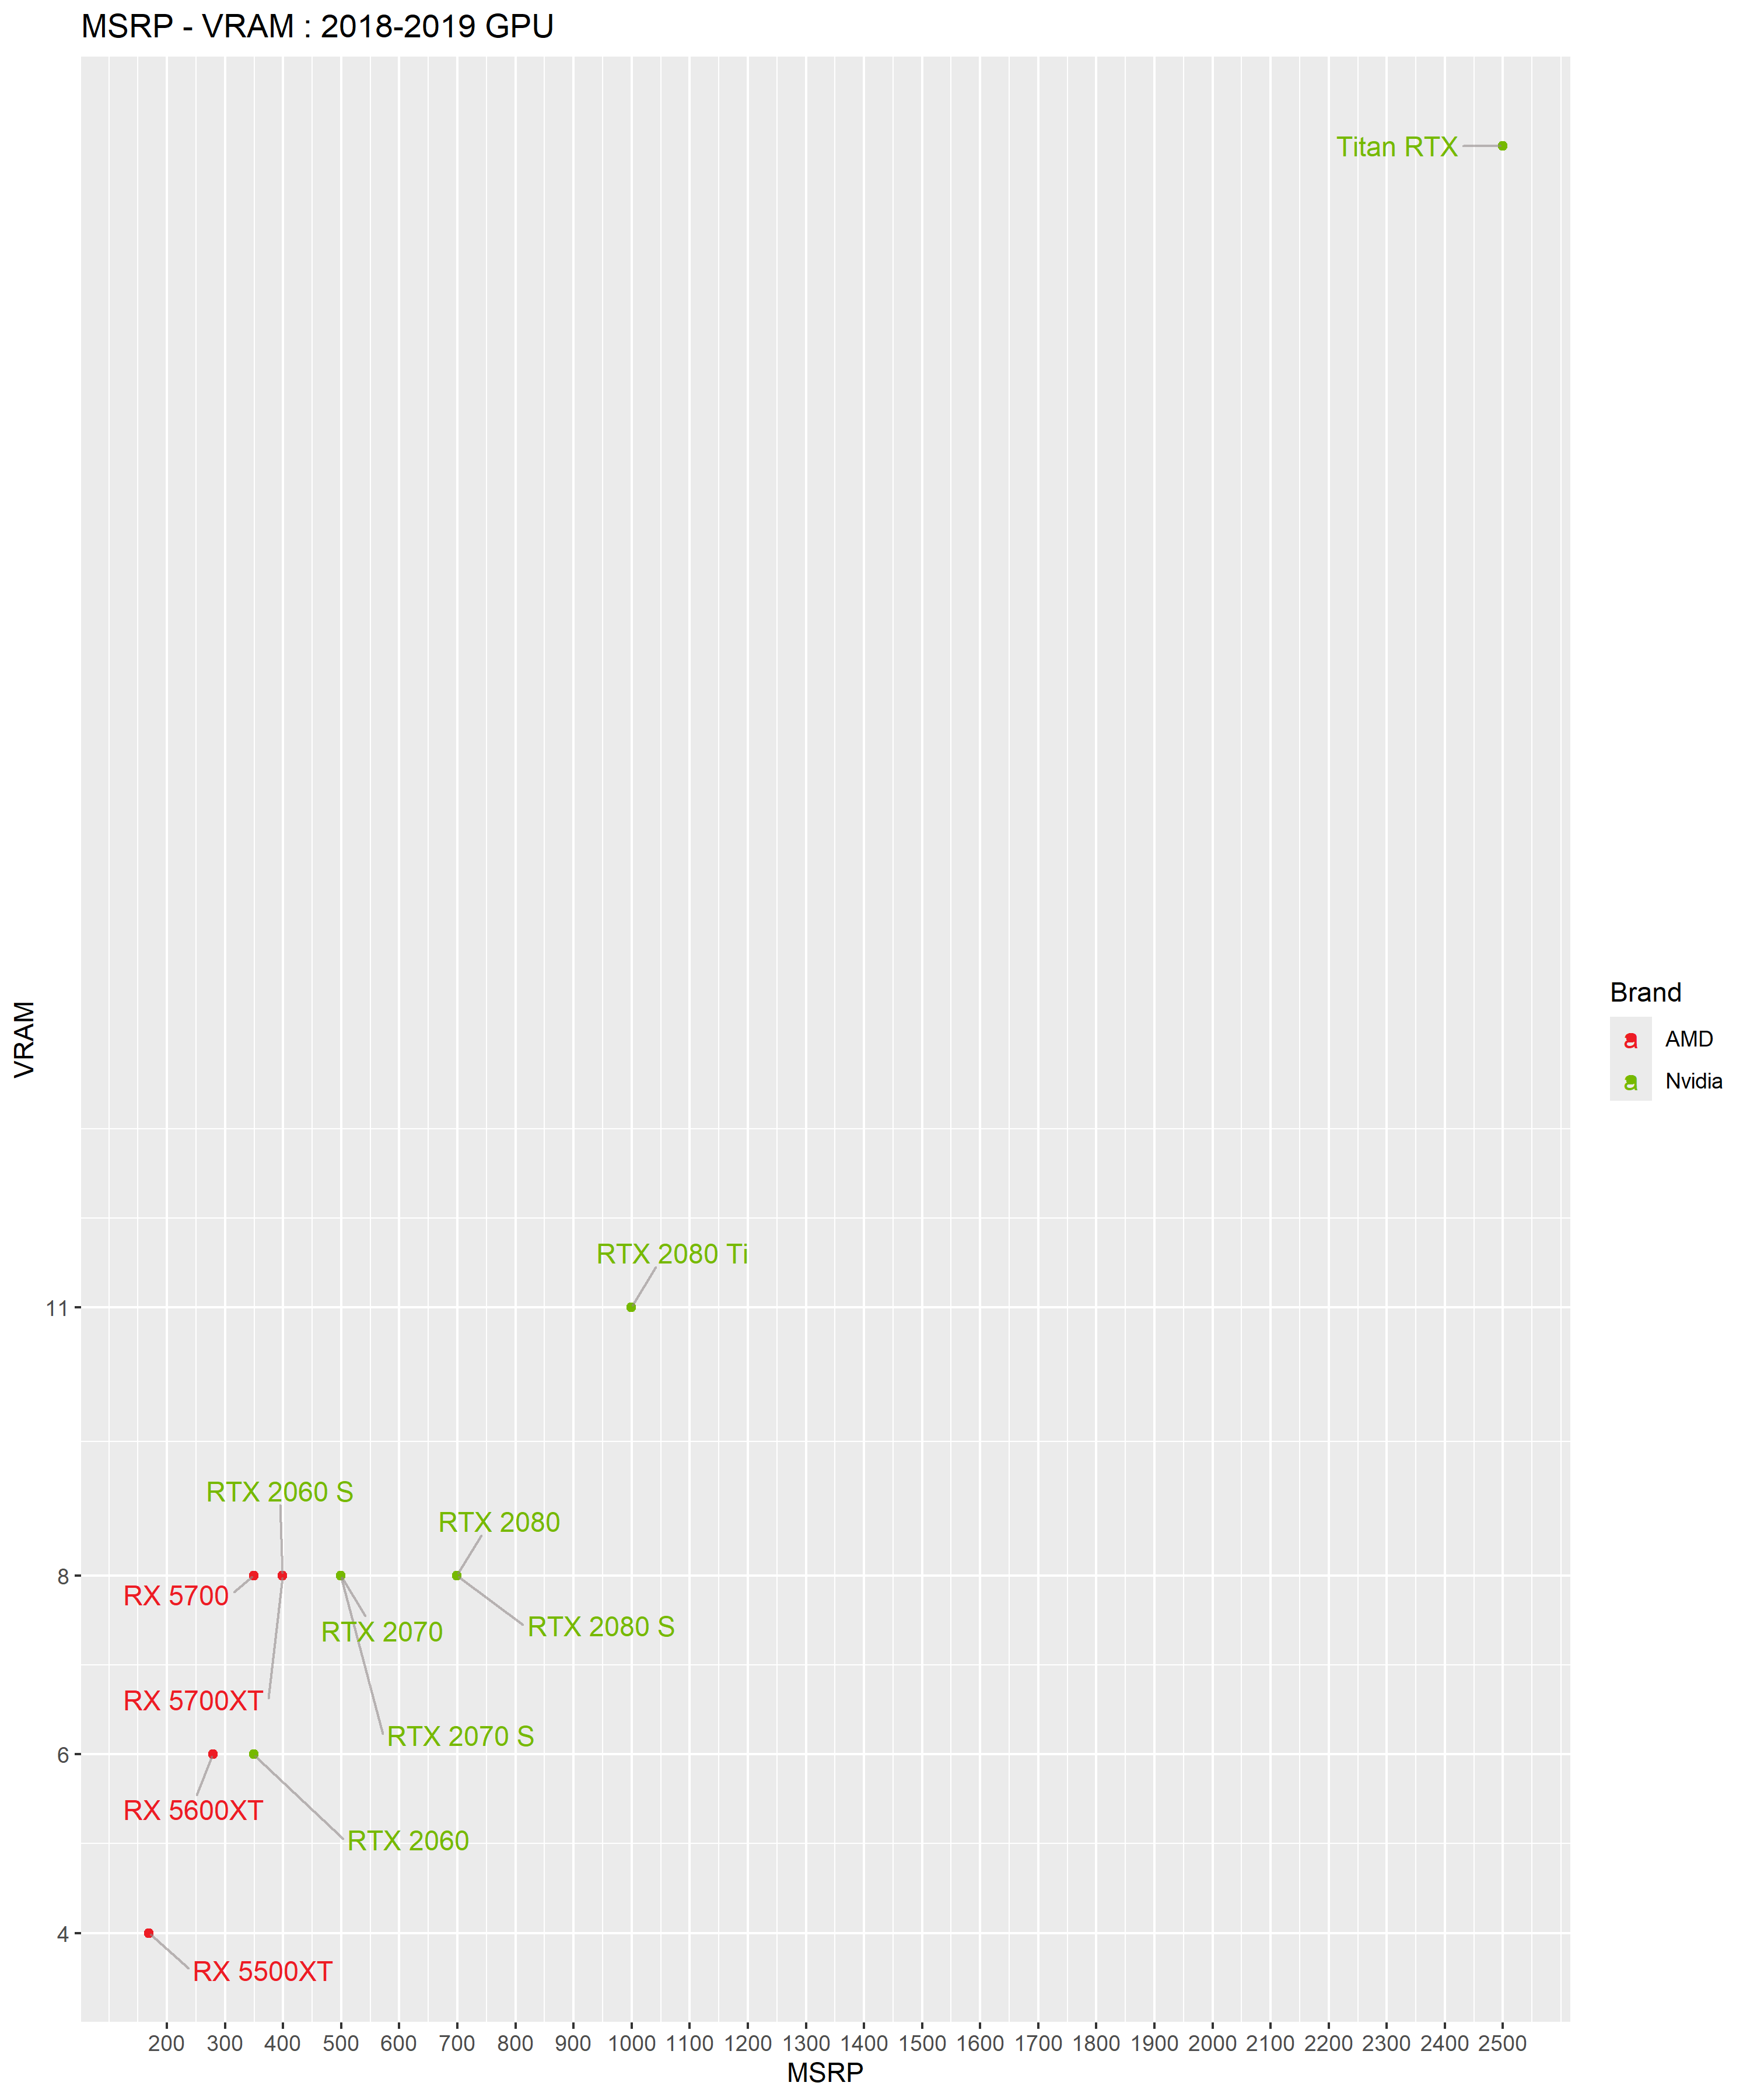 MSRP - VRAM : 2018-2019 GPU
Titan RTX
VRAM
Brand
a AMD
a Nvidia
RTX 2080 Ti
11
RTX 2060 S
RTX 2080
8
RX 5700
RTX 2070
RTX 2080 S
RX 5700XT
RTX 2070 S
6
RX 5600XT
RTX 2060
4
RX 5500XT
200 300 400 500 600 700 800 900 1000 1100 1200 1300 1400 1500 1600 1700 1800 1900 2000 2100 2200 2300 2400 2500
MSRP